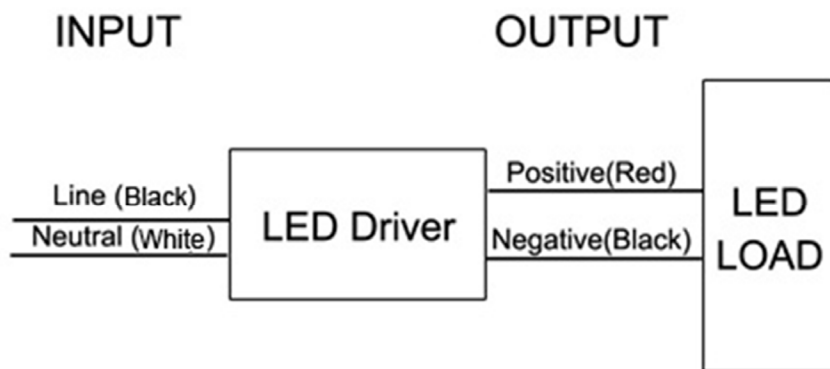 INPUT
OUTPUT
Line (Black)
Neutral (White)
LED Driver
Positive(Red)
Negative(Black)
LED
LOAD